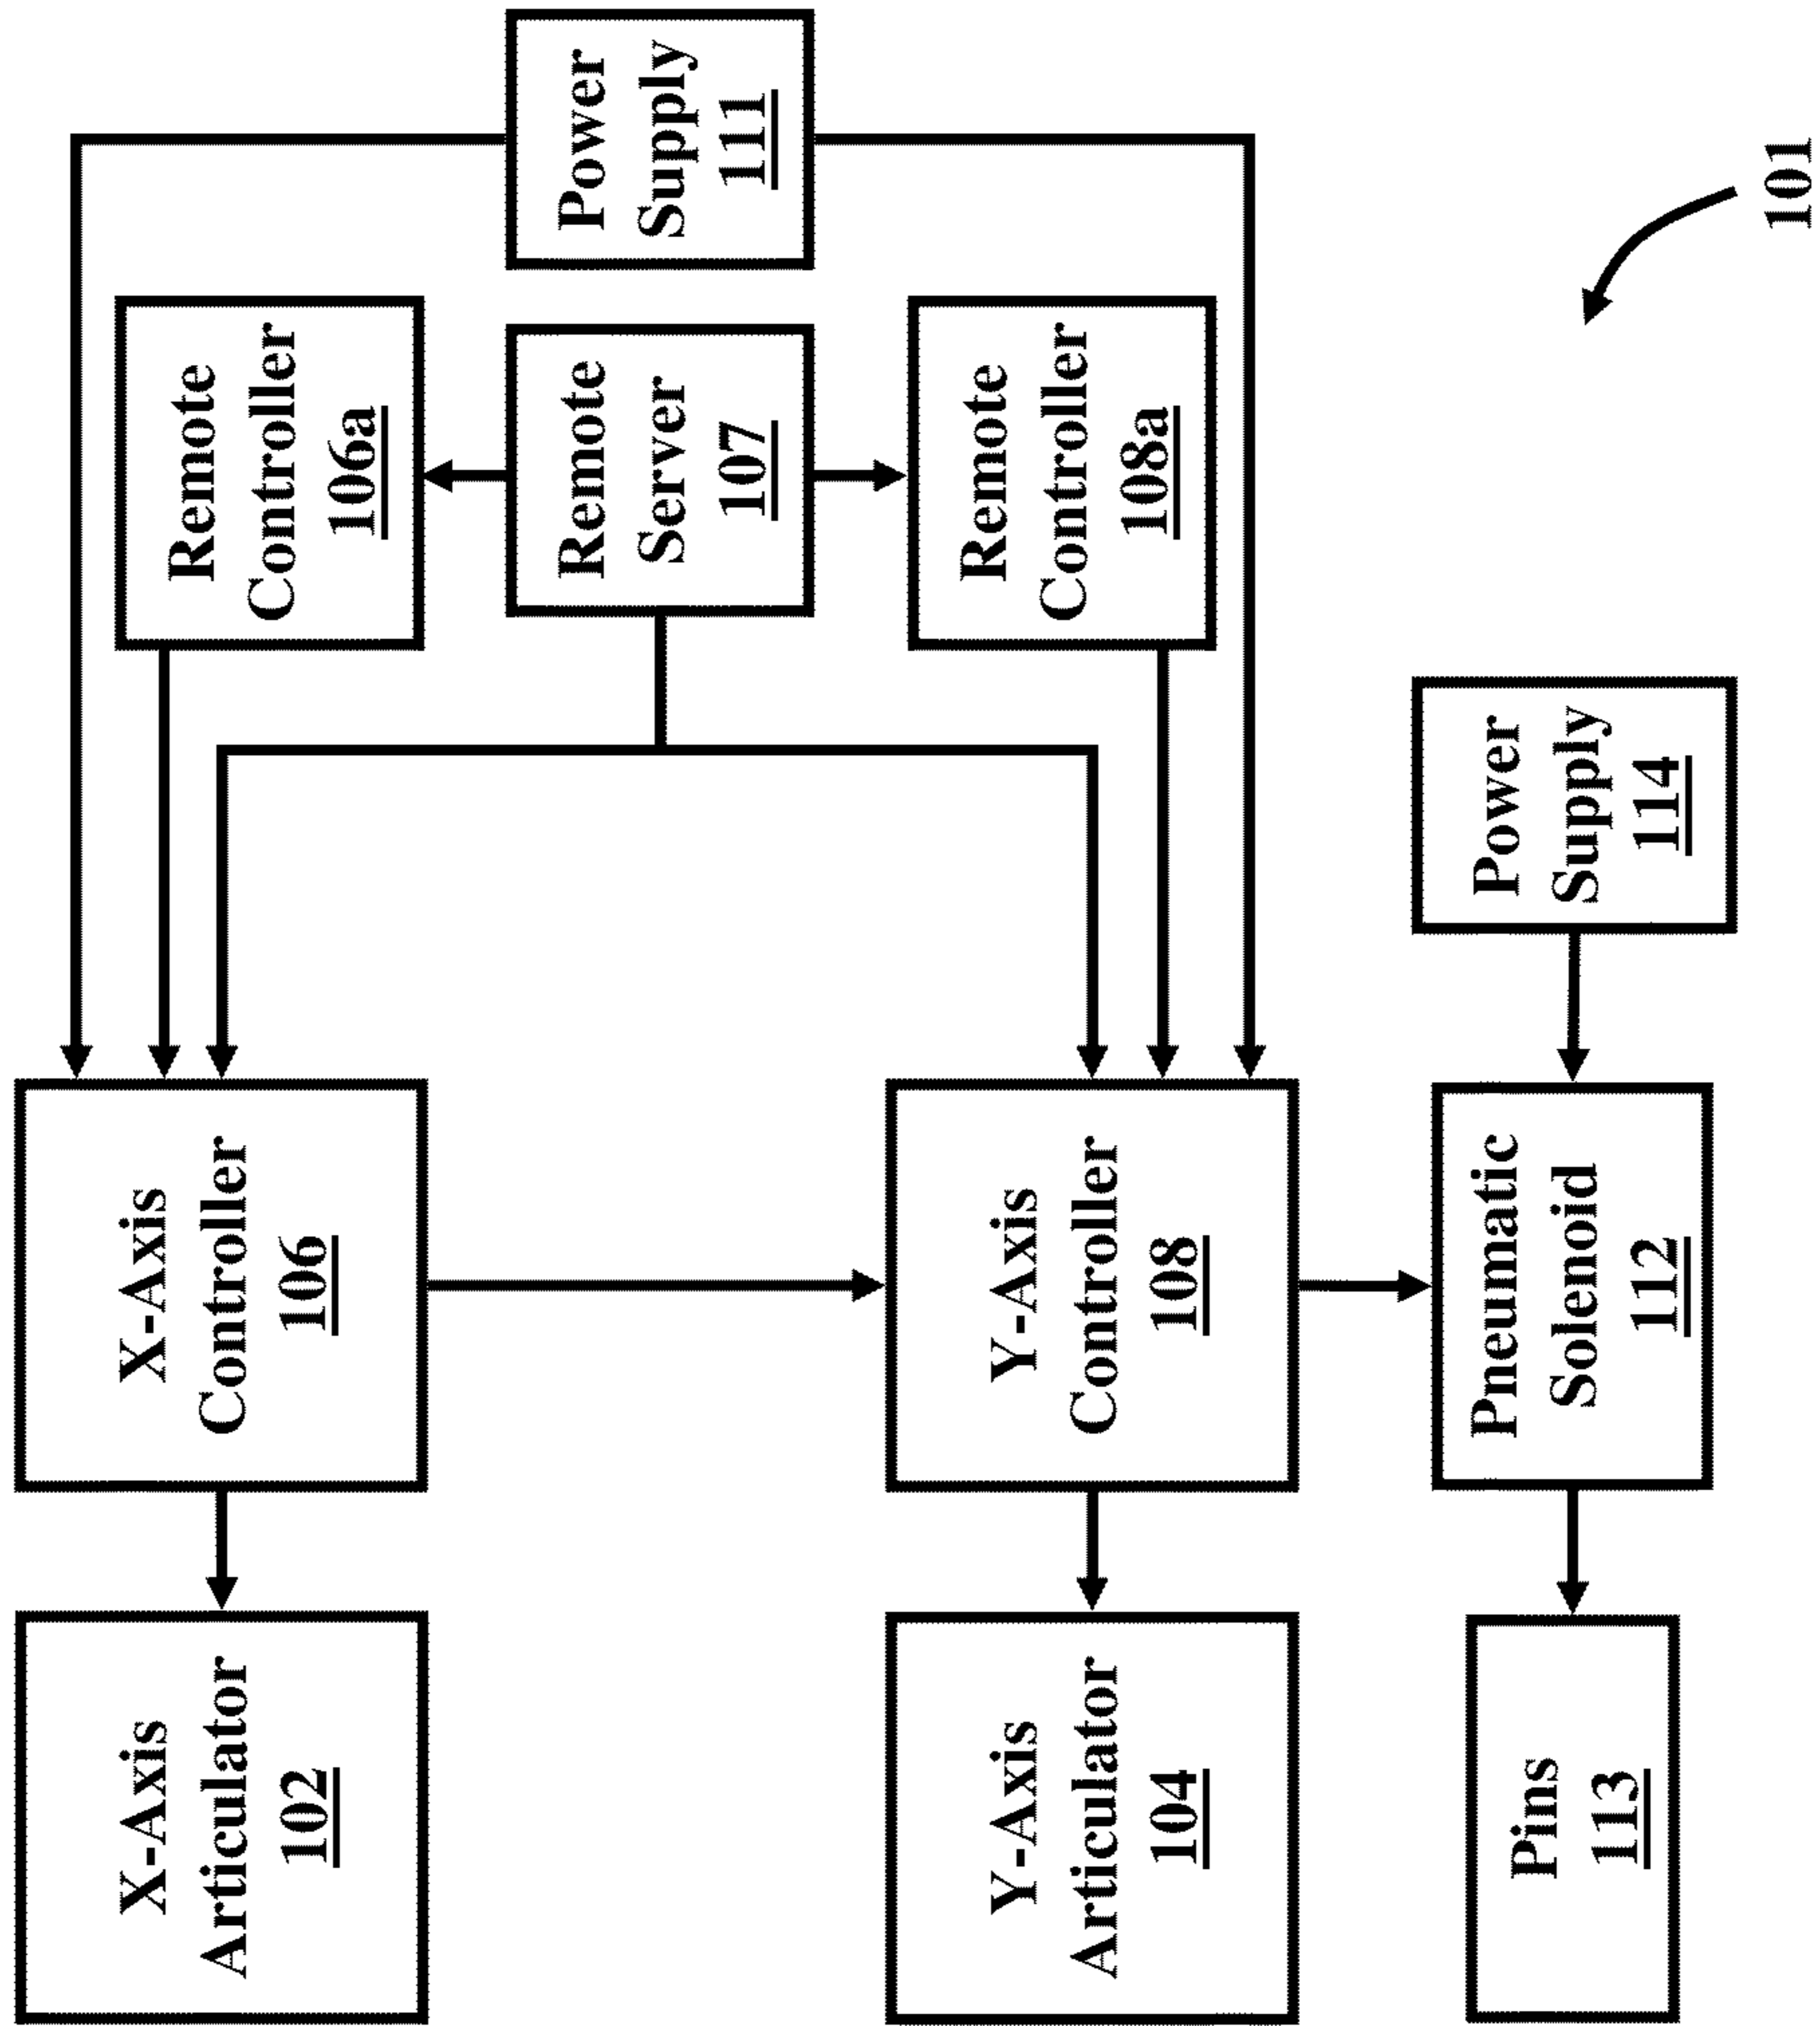 X-Axis
Articulator
102
X-Axis
Controller
106
Remote
Controller
106a
Remote
Server
107
Power
Supply
111
Y-Axis
Articulator
104
Y-Axis
Controller
108
Remote
Controller
108a
Pins
113
Pneumatic
Solenoid
112
Power
Supply
114
101